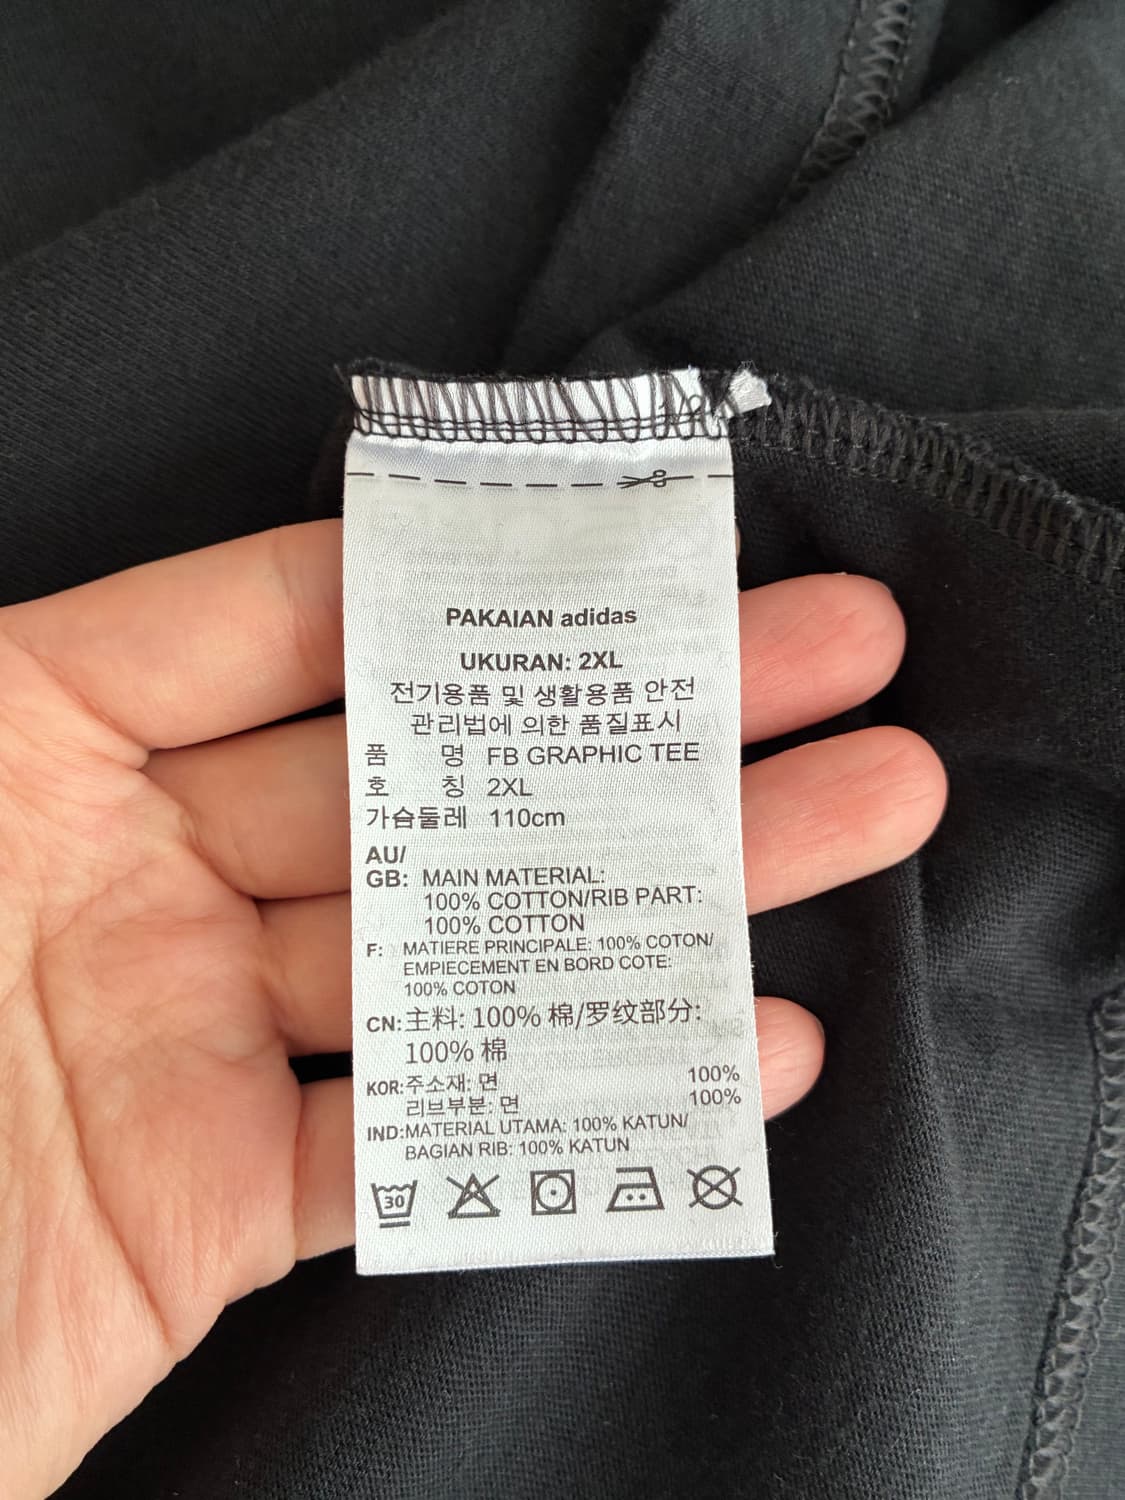 PAKAIAN adidas
UKURAN: 2XL
전기용품 및 생활용품 안전
관리법에 의한 품질표시
품 명 FB GRAPHIC TEE
호 칭 2XL
가슴둘레 110cm
AU/
GB: MAIN MATERIAL:
100% COTTON/RIB PART:
100% COTTON
F: MATIERE PRINCIPALE: 100% COTON/
EMPIECEMENT EN BORD COTE:
100% COTON
CN: 主料: 100% 棉/罗纹部分:
100% 棉
KOR: 주소재: 면 100%
리브부분: 면 100%
IND: MATERIAL UTAMA: 100% KATUN/
BAGIAN RIB: 100% KATUN
30